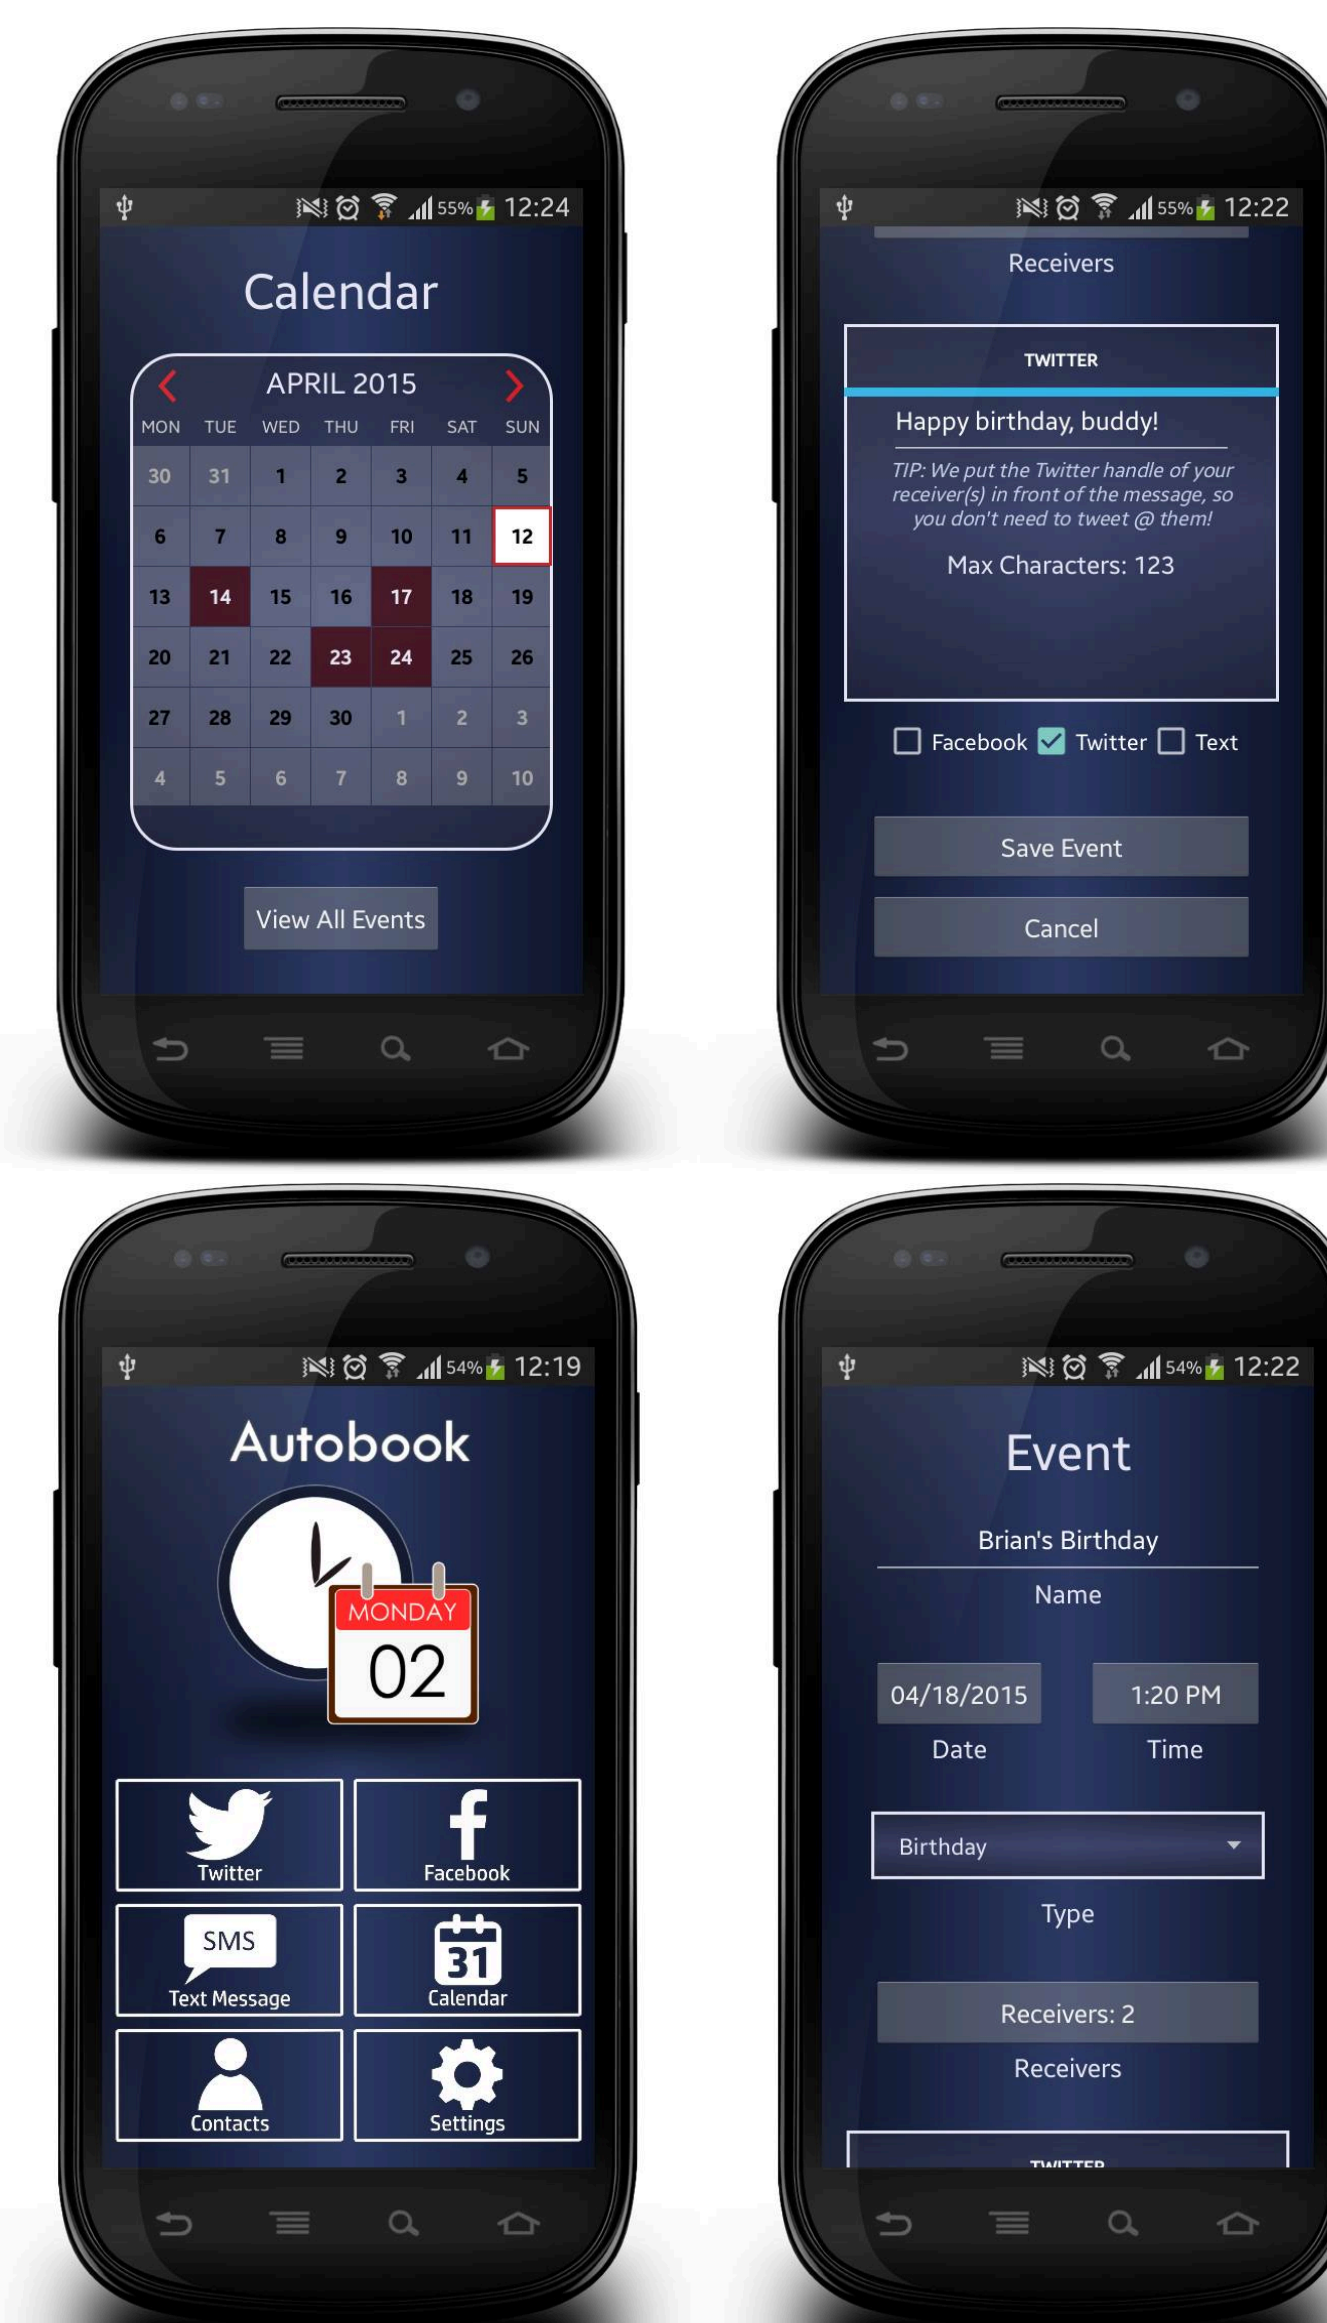 55% 12:24
Calendar
APRIL 2015
MON TUE WED THU FRI SAT SUN
30 31 1 2 3 4 5
6 7 8 9 10 11 12
13 14 15 16 17 18 19
20 21 22 23 24 25 26
27 28 29 30 1 2 3
4 5 6 7 8 9 10
View All Events
55% 12:22
Receivers
TWITTER
Happy birthday, buddy!
TIP: We put the Twitter handle of your
receiver(s) in front of the message, so
you don't need to tweet @ them!
Max Characters: 123
Facebook Twitter Text
Save Event
Cancel
54% 12:19
Autobook
MONDAY
02
Twitter
f
Facebook
SMS
Text Message
31
Calendar
Contacts
Settings
54% 12:22
Event
Brian's Birthday
Name
04/18/2015 1:20 PM
Date Time
Birthday
Type
Receivers: 2
Receivers
TWITTER